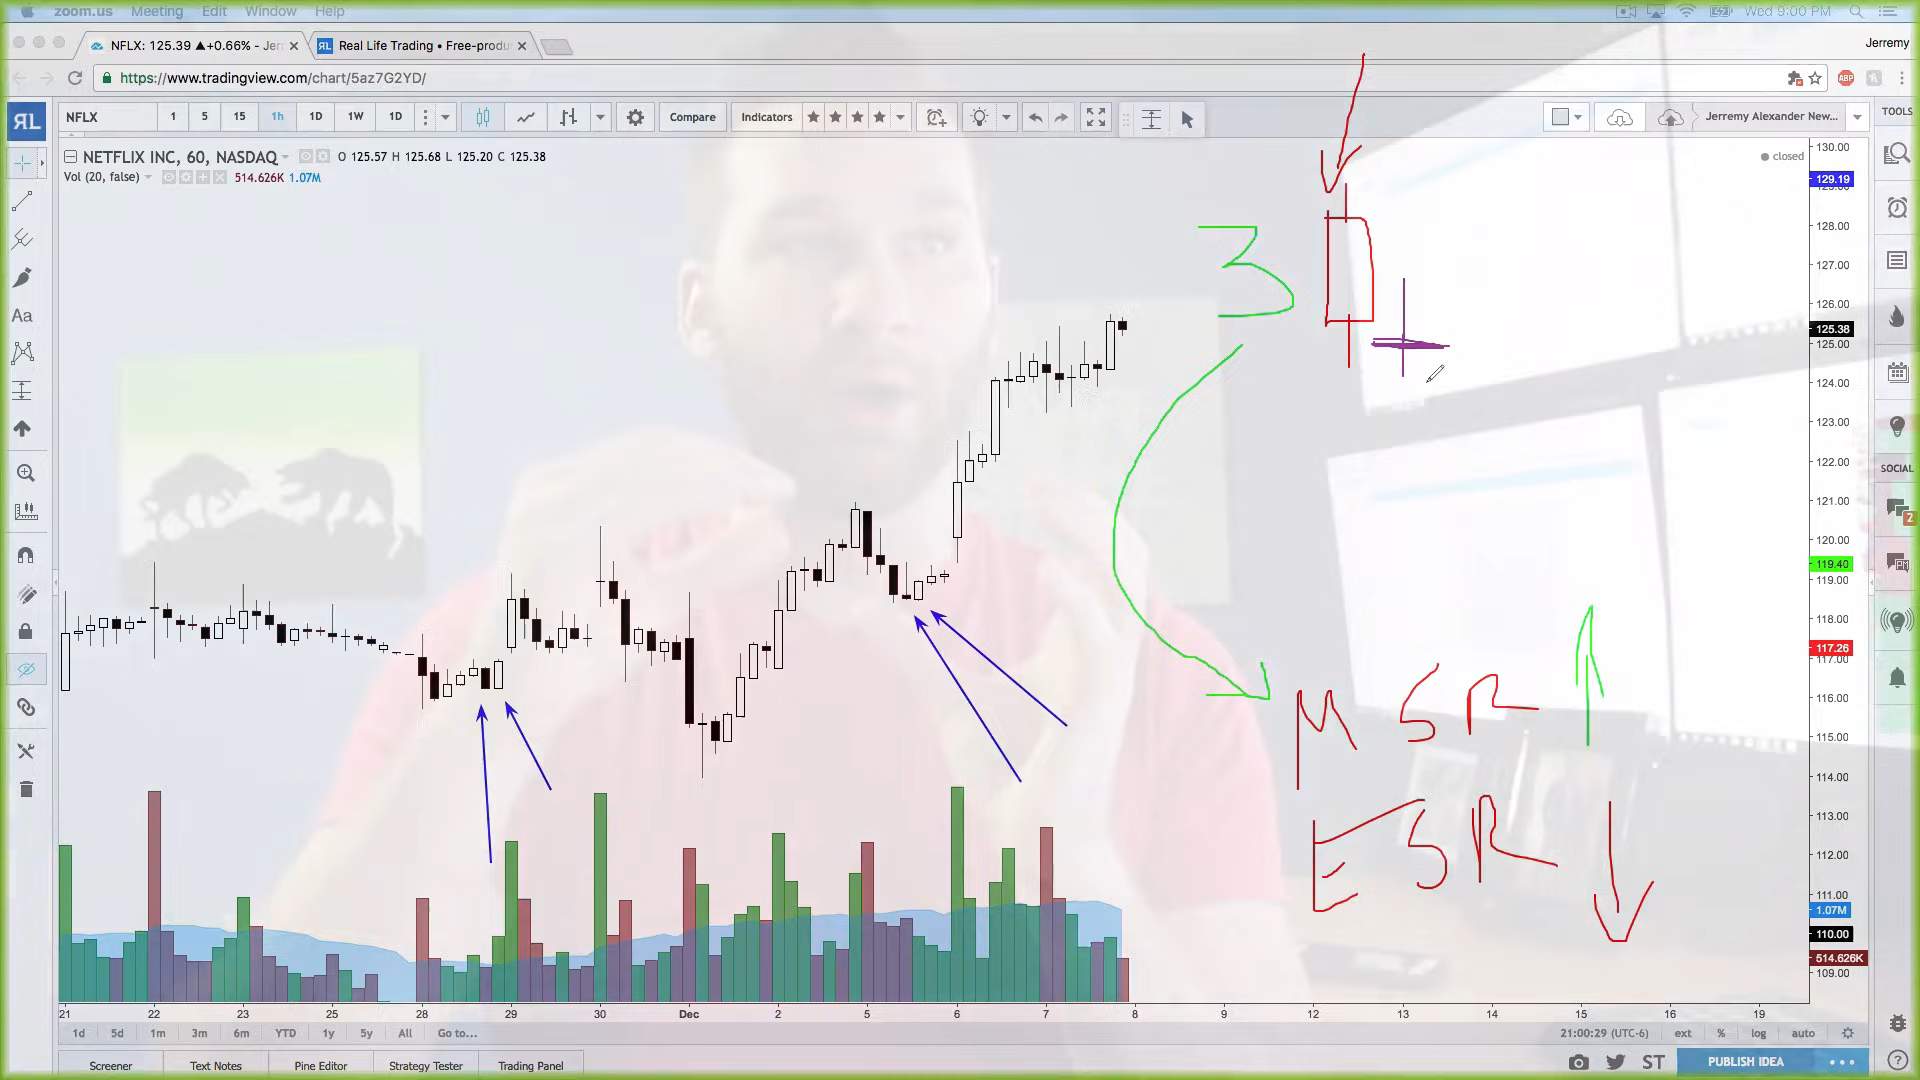 zoom.us Meeting Edit Window Help Wed 9:00 PM
NFLX: 125.39 ▲+0.66% - Jer Real Life Trading • Free-produ Jerremy
https://www.tradingview.com/chart/5az7G2YD/ ABP
RL NFLX 1 5 15 1h 1D 1W 1D Compare Indicators Jerremy Alexander New... TOOLS
NETFLIX INC, 60, NASDAQ O 125.57 H 125.68 L 125.20 C 125.38 closed
Vol (20, false) 514.626K 1.07M
130.00
129.19
128.00
127.00
126.00
125.38
125.00
124.00
123.00
122.00
121.00
120.00
119.40
119.00
118.00
117.26
117.00
116.00
115.00
114.00
113.00
112.00
111.00
1.07M
110.00
514.626K
109.00
Aa
SOCIAL
2
3
M S R
E S R
21 22 23 25 28 29 30 Dec 2 5 6 7 8 9 12 13 14 15 16 19
1d 5d 1m 3m 6m YTD 1y 5y All Go to... 21:00:29 (UTC-6) ext % log auto
Screener Text Notes Pine Editor Strategy Tester Trading Panel ST PUBLISH IDEA